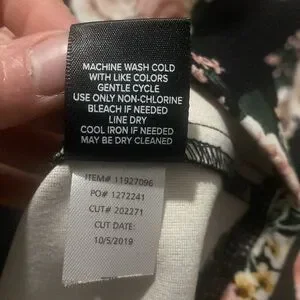 MACHINE WASH COLD
WITH LIKE COLORS
GENTLE CYCLE
USE ONLY NON-CHLORINE
BLEACH IF NEEDED
LINE DRY
COOL IRON IF NEEDED
MAY BE DRY CLEANED
ITEM# 11927096
PO# 1272241
CUT# 202271
CUT DATE:
10/5/2019